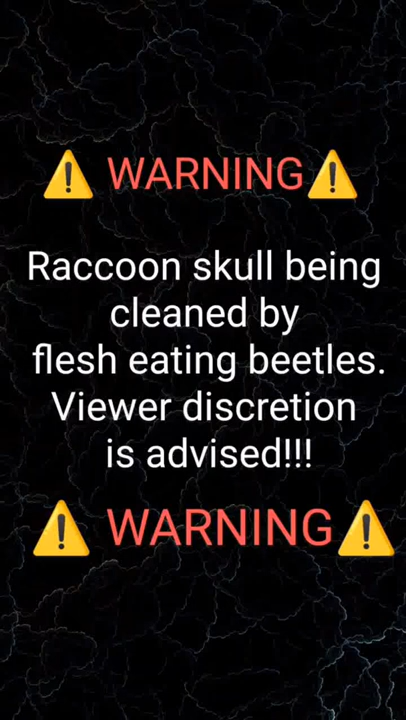 ⚠️ WARNING⚠️
Raccoon skull being
cleaned by
flesh eating beetles.
Viewer discretion
is advised!!!
⚠️ WARNING⚠️